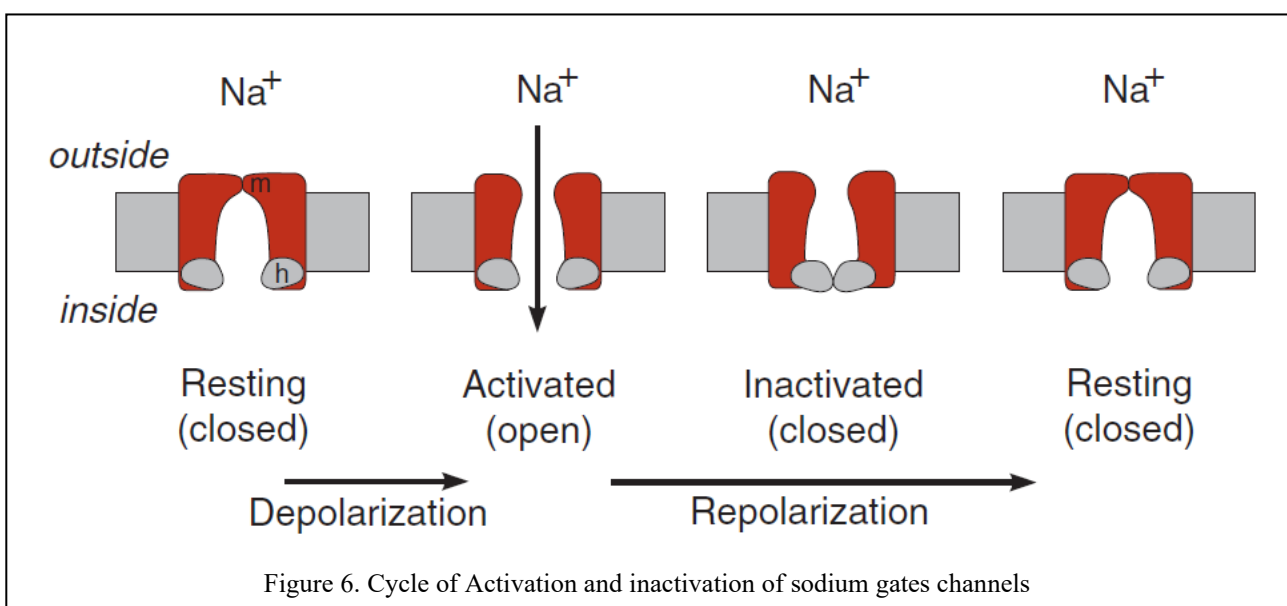 Na+ Na+ Na+ Na+
outside
m
h
inside
Resting Activated Inactivated Resting
(closed) (open) (closed) (closed)
Depolarization Repolarization
Figure 6. Cycle of Activation and inactivation of sodium gates channels